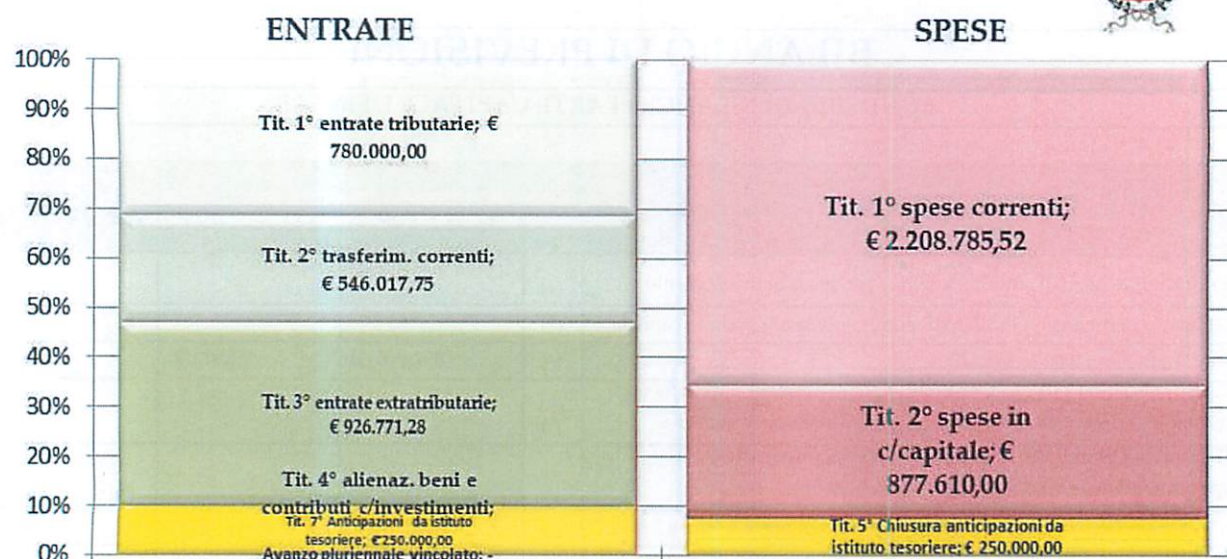 ENTRATE
SPESE
100%
90%
80%
70%
60%
50%
40%
30%
20%
10%
0%
Tit. 1° entrate tributarie; €
780.000,00
Tit. 2° trasferim. correnti;
€ 546.017,75
Tit. 3° entrate extratributarie;
€ 926.771,28
Tit. 4° alienaz. beni e
contributi c/investimenti;
Tit. 7° Anticipazioni da istituto
tesoriere; €250.000,00
Avanzo pluriennale vincolato; -
Tit. 1° spese correnti;
€ 2.208.785,52
Tit. 2° spese in
c/capitale; €
877.610,00
Tit. 5° Chiusura anticipazioni da
istituto tesoriere; € 250.000,00